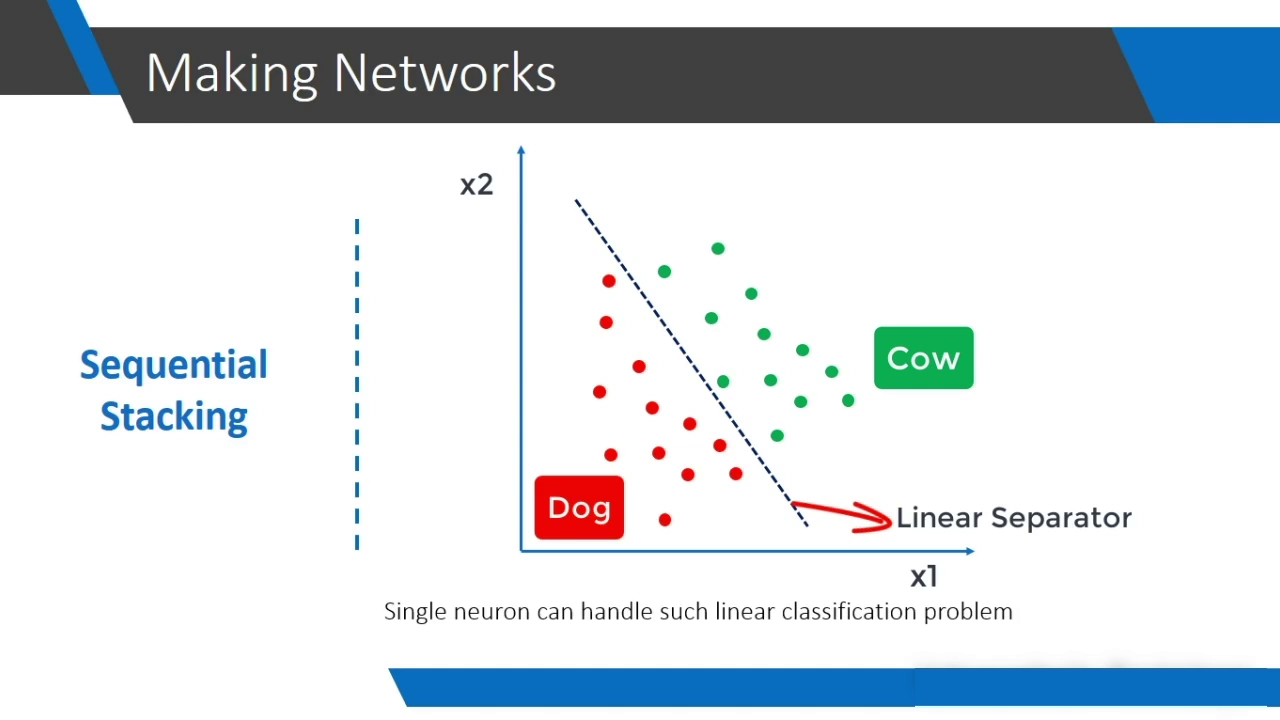 Making Networks
x2
Sequential
Stacking
Cow
Dog
Linear Separator
x1
Single neuron can handle such linear classification problem